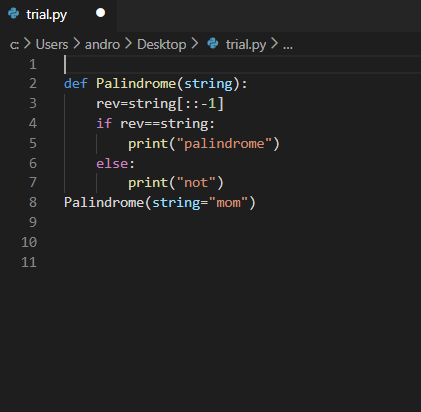 trial.py
c: > Users > andro > Desktop > trial.py > ...
1
2 def Palindrome(string):
3     rev=string[::-1]
4     if rev==string:
5         print("palindrome")
6     else:
7         print("not")
8 Palindrome(string="mom")
9
10
11